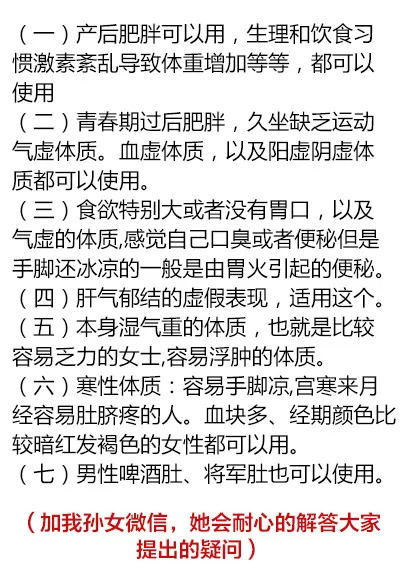 （一）产后肥胖可以用，生理和饮食习
惯激素紊乱导致体重增加等等，都可以
使用
（二）青春期过后肥胖，久坐缺乏运动
气虚体质。血虚体质，以及阳虚阴虚体
质都可以使用。
（三）食欲特别大或者没有胃口，以及
气虚的体质,感觉自己口臭或者便秘但是
手脚还冰凉的一般是由胃火引起的便秘。
（四）肝气郁结的虚假表现，适用这个。
（五）本身湿气重的体质，也就是比较
容易乏力的女士,容易浮肿的体质。
（六）寒性体质：容易手脚凉,宫寒来月
经容易肚脐疼的人。血块多、经期颜色比
较暗红发褐色的女性都可以用。
（七）男性啤酒肚、将军肚也可以使用。
（加我孙女微信，她会耐心的解答大家
提出的疑问）